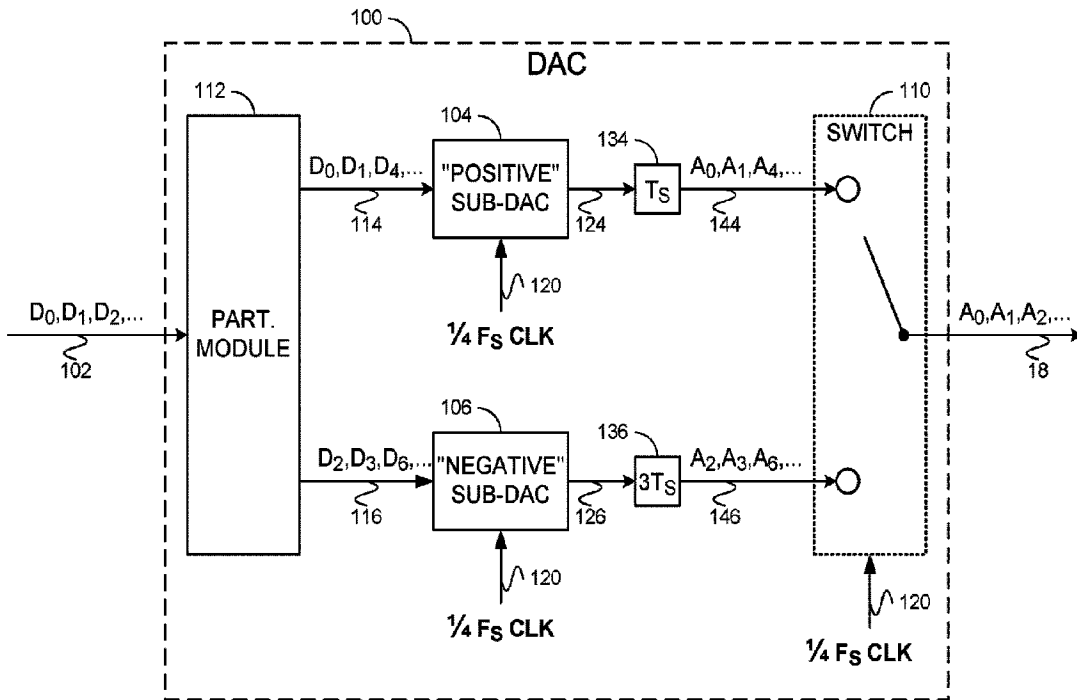 100
DAC
112
PART.
MODULE
D0,D1,D2,...
102
D0,D1,D4,...
114
104
"POSITIVE"
SUB-DAC
120
¼ FS CLK
124
134
TS
A0,A1,A4,...
144
D2,D3,D6,...
116
106
"NEGATIVE"
SUB-DAC
120
¼ FS CLK
126
136
3TS
A2,A3,A6,...
146
110
SWITCH
120
¼ FS CLK
A0,A1,A2,...
18